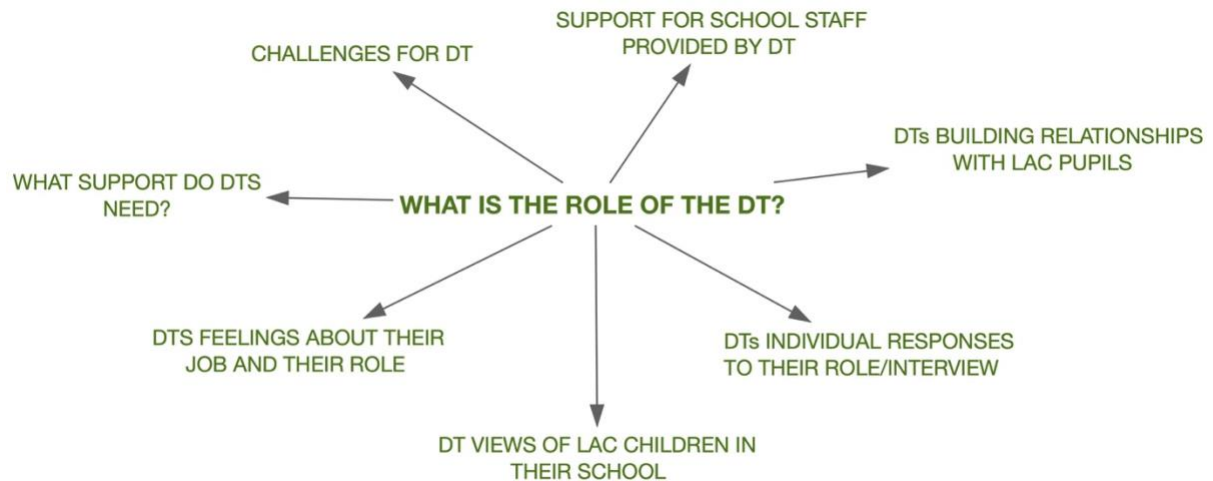 SUPPORT FOR SCHOOL STAFF
PROVIDED BY DT
CHALLENGES FOR DT
DTs BUILDING RELATIONSHIPS
WITH LAC PUPILS
WHAT SUPPORT DO DTS
NEED?
WHAT IS THE ROLE OF THE DT?
DTS FEELINGS ABOUT THEIR
JOB AND THEIR ROLE
DTs INDIVIDUAL RESPONSES
TO THEIR ROLE/INTERVIEW
DT VIEWS OF LAC CHILDREN IN
THEIR SCHOOL